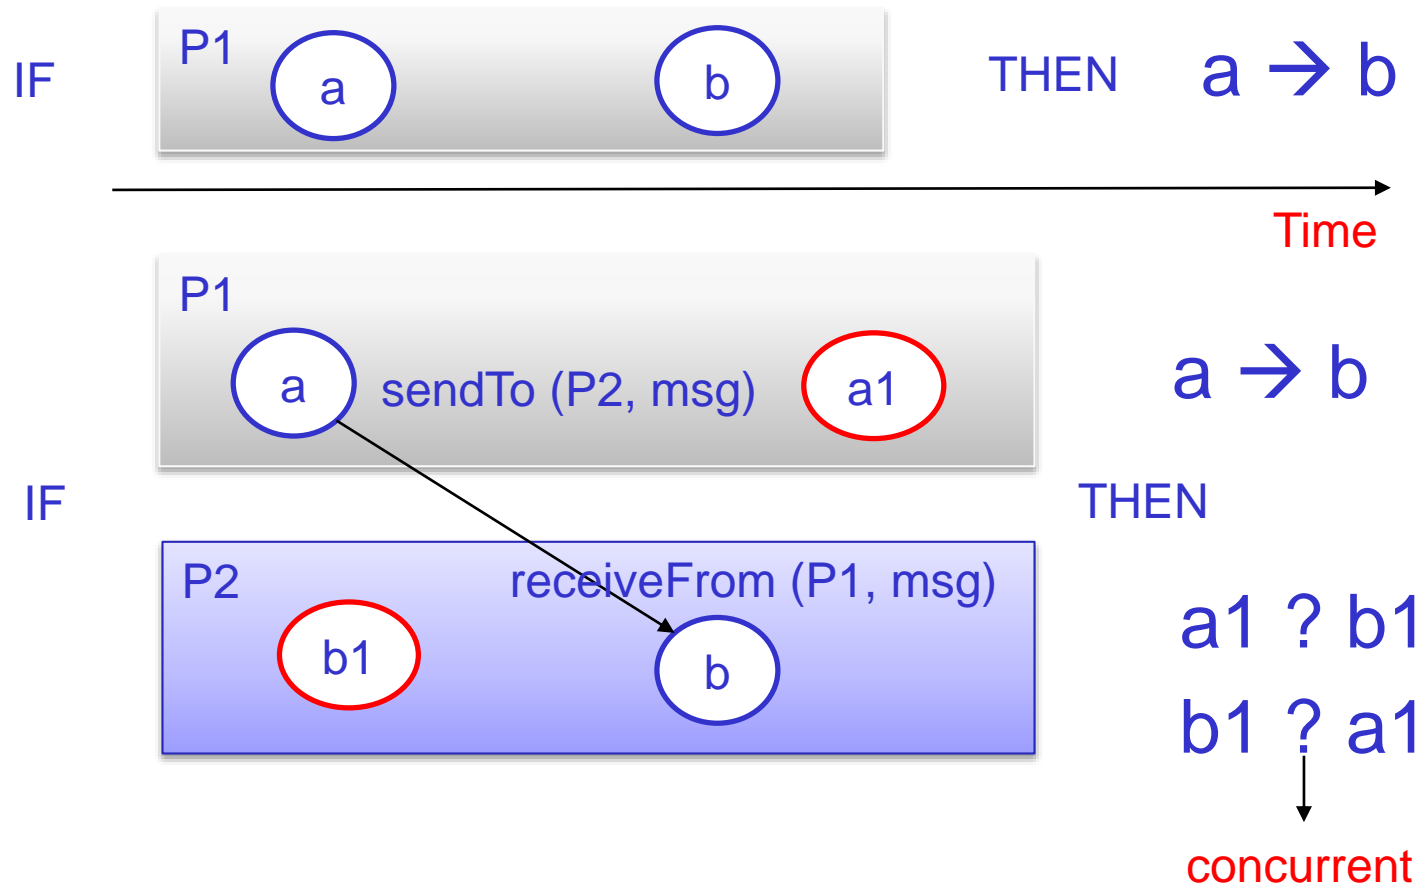 P1
IF
a
b
THEN
a → b
Time
P1
a
sendTo (P2, msg)
a1
a → b
IF
THEN
P2
receiveFrom (P1, msg)
b1
b
a1 ? b1
b1 ? a1
concurrent